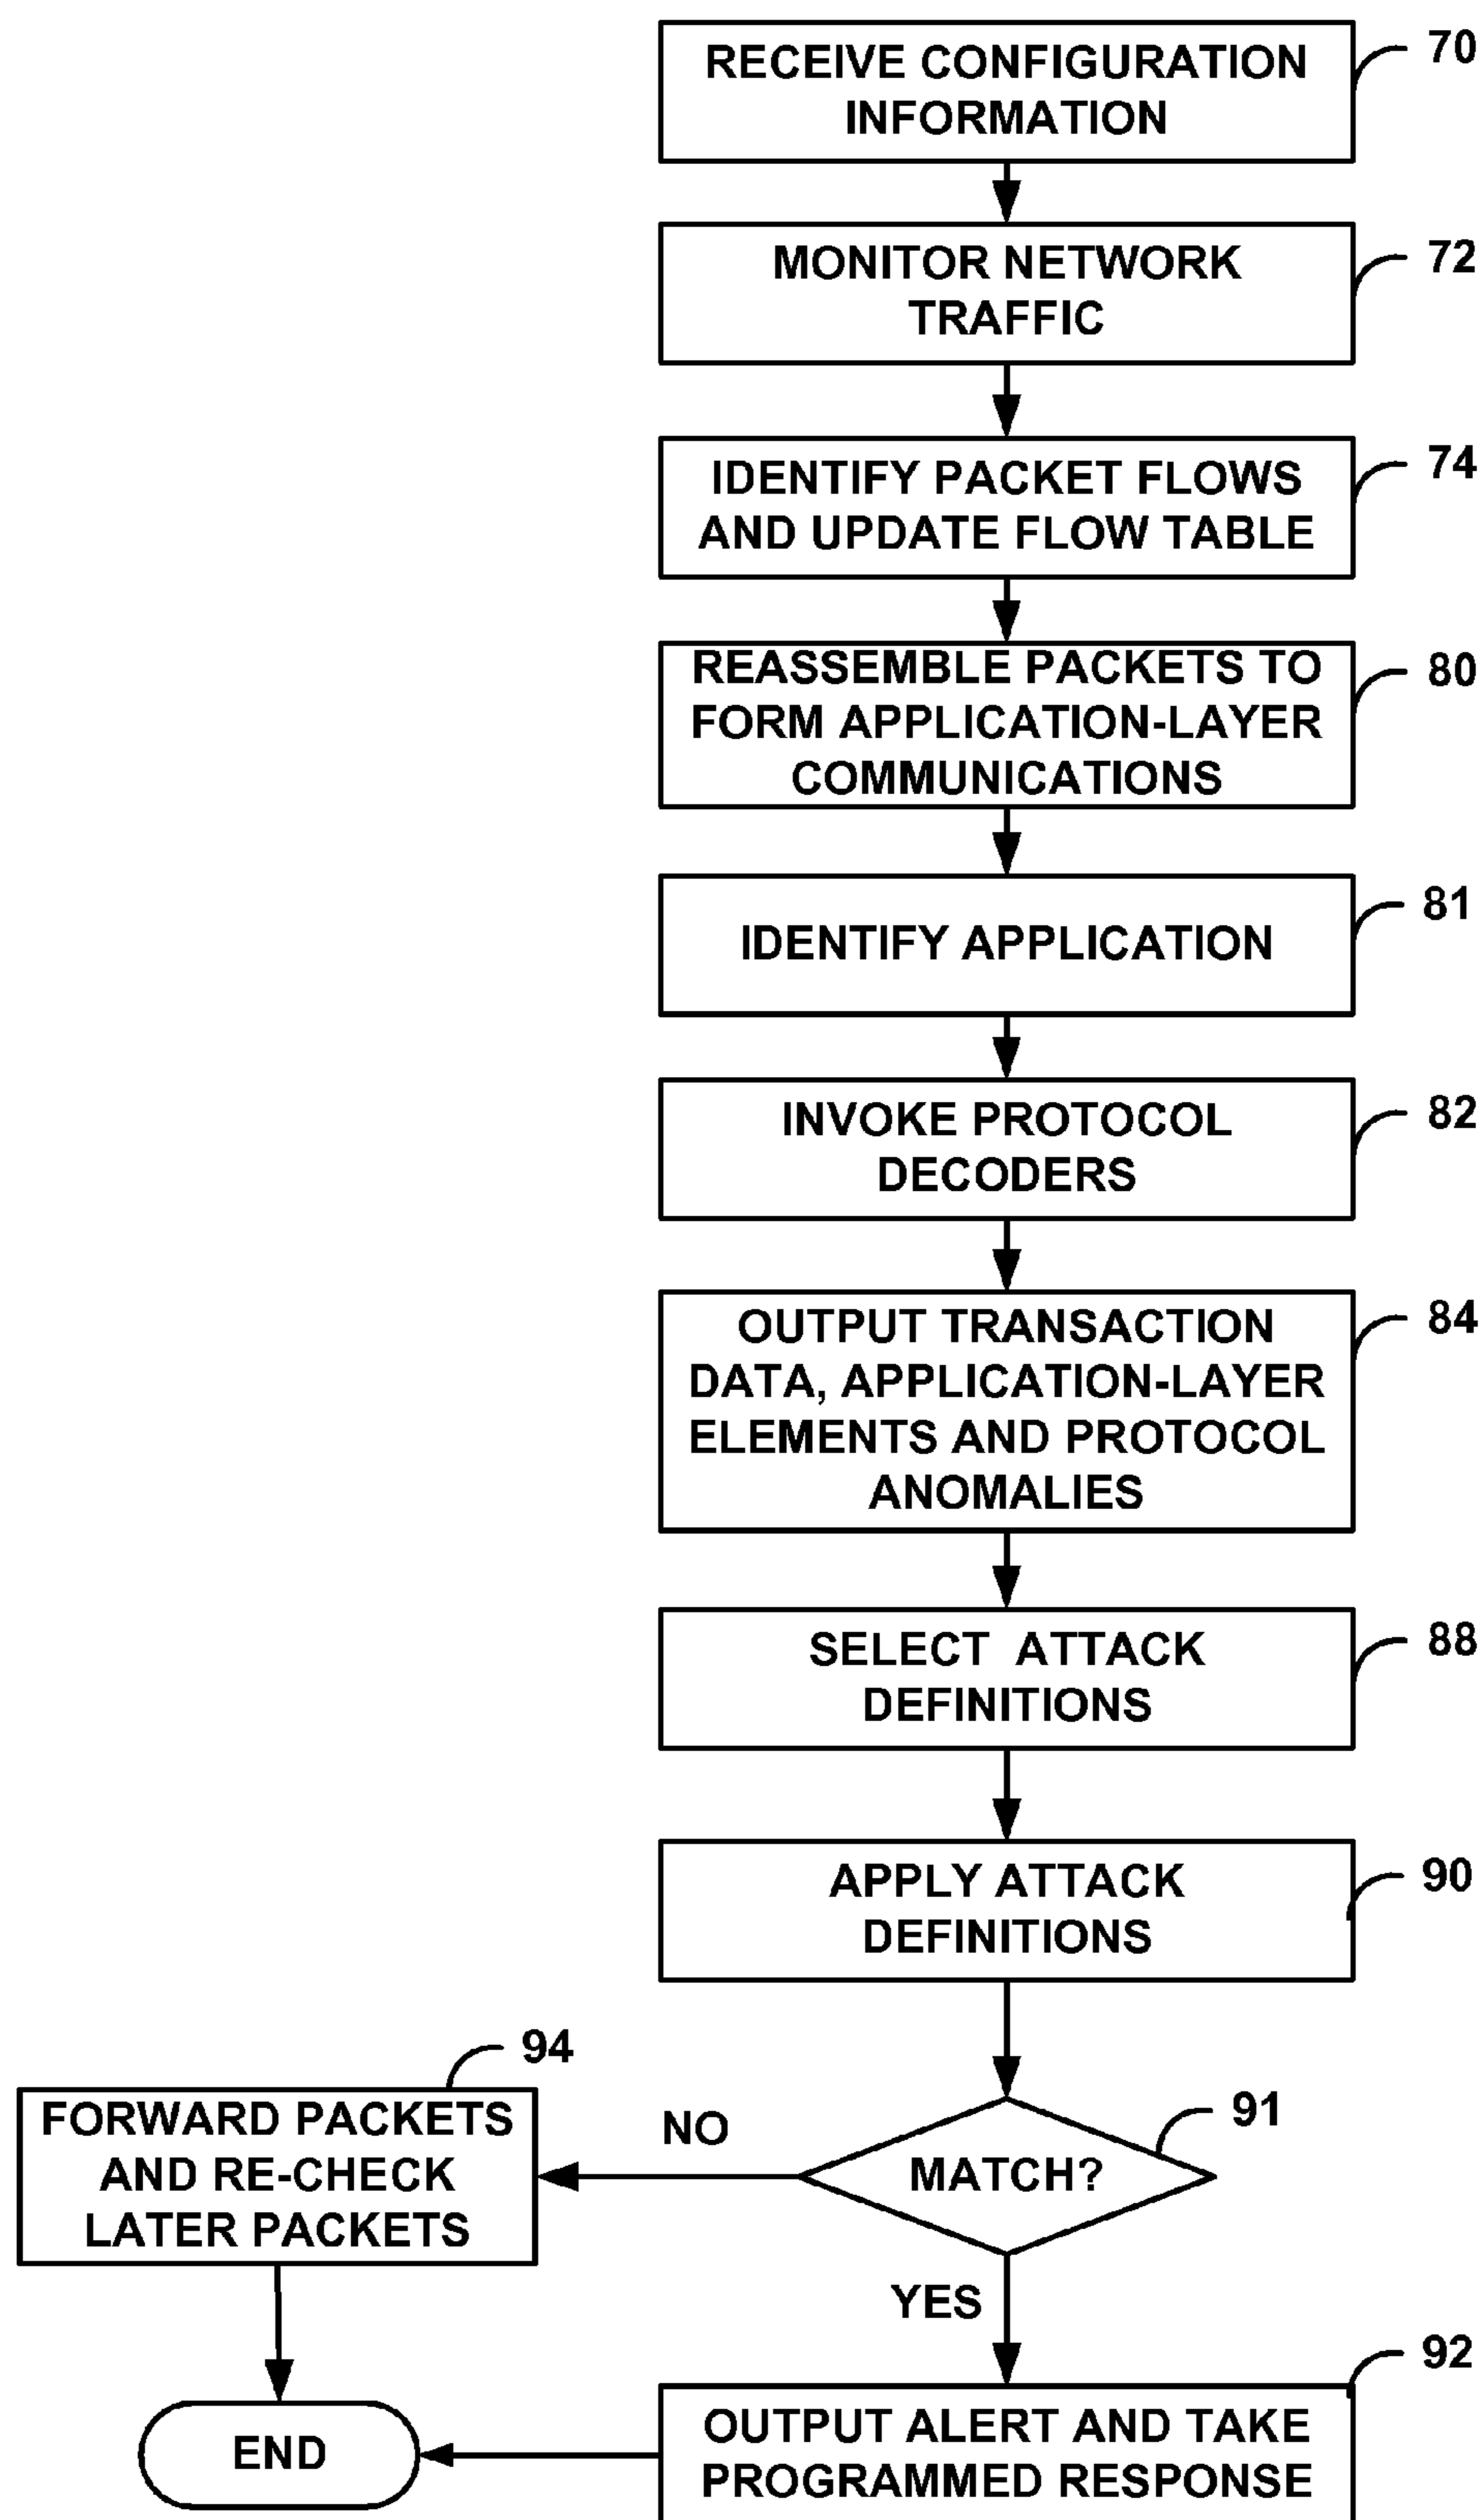 RECEIVE CONFIGURATION
INFORMATION
70
MONITOR NETWORK
TRAFFIC
72
IDENTIFY PACKET FLOWS
AND UPDATE FLOW TABLE
74
REASSEMBLE PACKETS TO
FORM APPLICATION-LAYER
COMMUNICATIONS
80
IDENTIFY APPLICATION
81
INVOKE PROTOCOL
DECODERS
82
OUTPUT TRANSACTION
DATA, APPLICATION-LAYER
ELEMENTS AND PROTOCOL
ANOMALIES
84
SELECT ATTACK
DEFINITIONS
88
APPLY ATTACK
DEFINITIONS
90
MATCH?
91
NO
FORWARD PACKETS
AND RE-CHECK
LATER PACKETS
94
YES
OUTPUT ALERT AND TAKE
PROGRAMMED RESPONSE
92
END